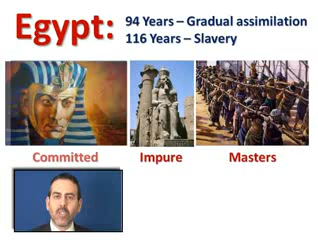 Egypt:
94 Years – Gradual assimilation
116 Years – Slavery
Committed
Impure
Masters